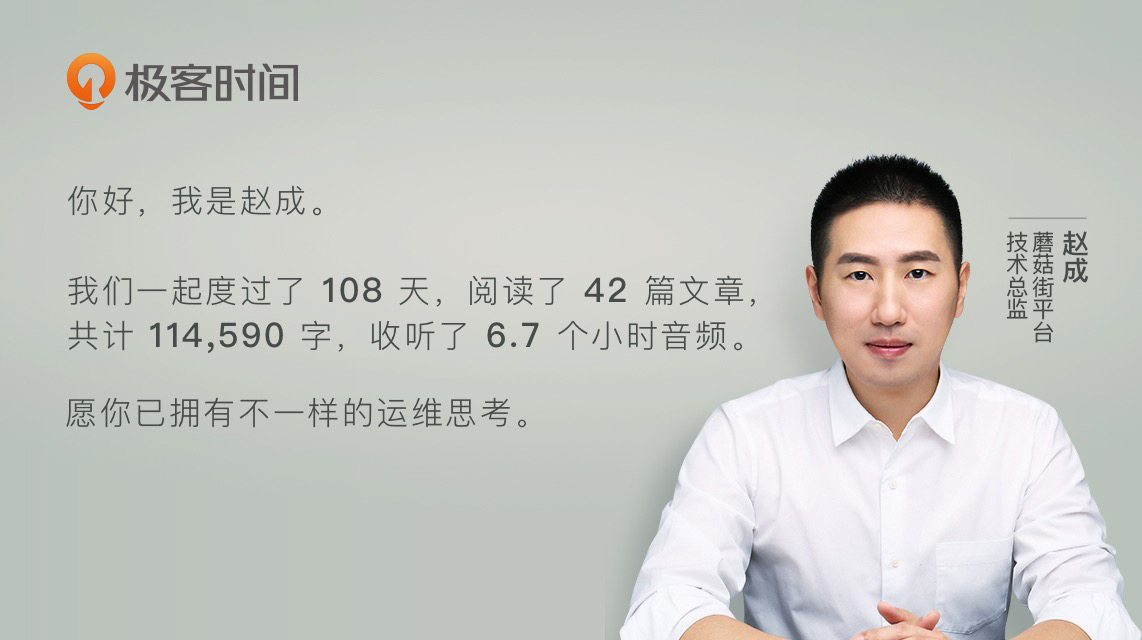 极客时间
你好，我是赵成。
我们一起度过了 108 天，阅读了 42 篇文章，
共计 114,590 字，收听了 6.7 个小时音频。
愿你已拥有不一样的运维思考。
赵成
蘑菇街平台
技术总监